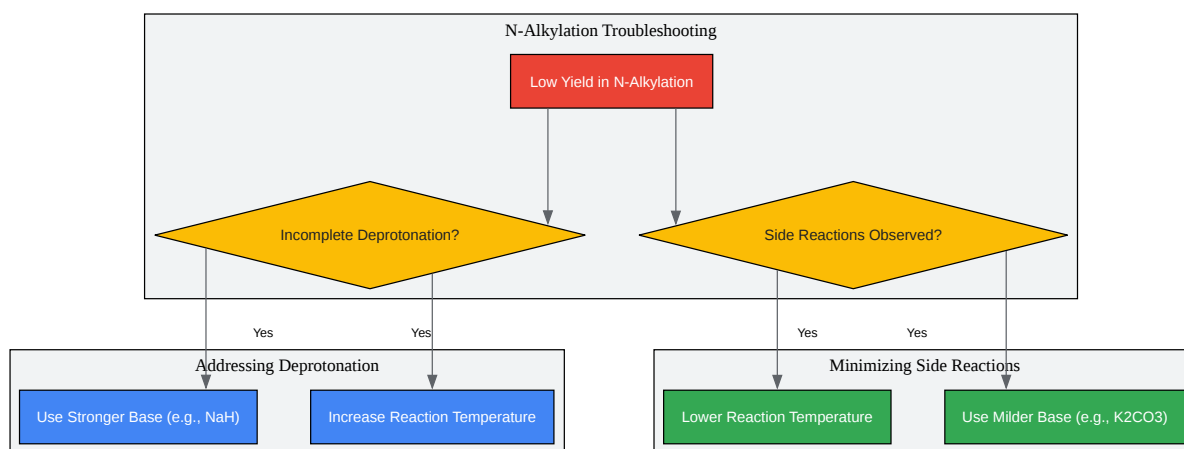 N-Alkylation Troubleshooting
Low Yield in N-Alkylation
Incomplete Deprotonation?
Side Reactions Observed?
Yes
Yes
Yes
Yes
Addressing Deprotonation
Minimizing Side Reactions
Use Stronger Base (e.g., NaH)
Increase Reaction Temperature
Lower Reaction Temperature
Use Milder Base (e.g., K2CO3)